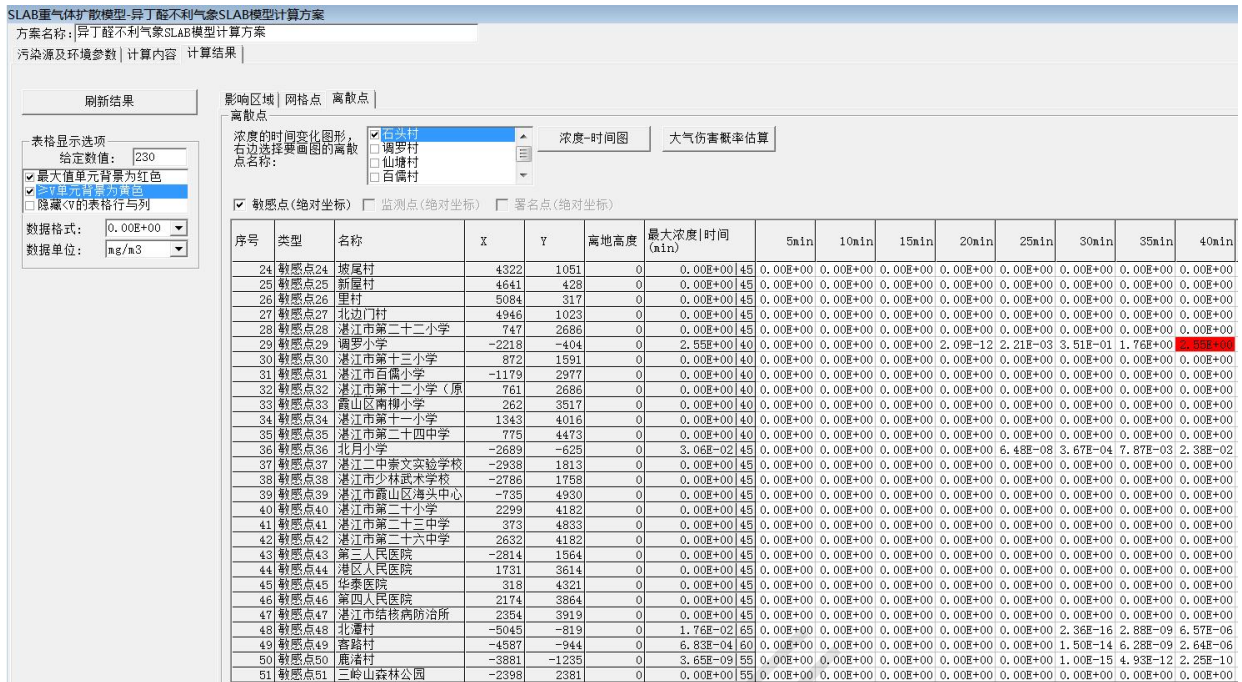 SLAB重气体扩散模型-异丁醛不利气象SLAB模型计算方案
方案名称: 异丁醛不利气象SLAB模型计算方案
污染源及环境参数 计算内容 计算结果
刷新结果
表格显示选项
给定数值: 230
最大值单元背景为红色
≥V单元背景为黄色
隐藏<V的表格行与列
数据格式: 0.00E+00
数据单位: mg/m3
影响区域 网格点 离散点
离散点
浓度的时间变化图形,
右边选择要画图的离散
点名称:
石头村
调罗村
仙塘村
百儒村
浓度-时间图 大气伤害概率估算
敏感点(绝对坐标) 监测点(绝对坐标) 署名点(绝对坐标)
序号 类型 名称 X Y 离地高度 最大浓度|时间(min) 5min 10min 15min 20min 25min 30min 35min 40min
24 敏感点24 坡尾村 4322 1051 0 0.00E+00|45 0.00E+00 0.00E+00 0.00E+00 0.00E+00 0.00E+00 0.00E+00 0.00E+00 0.00E+00
25 敏感点25 新屋村 4641 428 0 0.00E+00|45 0.00E+00 0.00E+00 0.00E+00 0.00E+00 0.00E+00 0.00E+00 0.00E+00 0.00E+00
26 敏感点26 里村 5084 317 0 0.00E+00|45 0.00E+00 0.00E+00 0.00E+00 0.00E+00 0.00E+00 0.00E+00 0.00E+00 0.00E+00
27 敏感点27 北边门村 4946 1023 0 0.00E+00|45 0.00E+00 0.00E+00 0.00E+00 0.00E+00 0.00E+00 0.00E+00 0.00E+00 0.00E+00
28 敏感点28 湛江市第二十二小学 747 2686 0 0.00E+00|45 0.00E+00 0.00E+00 0.00E+00 0.00E+00 0.00E+00 0.00E+00 0.00E+00 0.00E+00
29 敏感点29 调罗小学 -2218 -404 0 2.55E+00|40 0.00E+00 0.00E+00 0.00E+00 2.09E-12 2.21E-03 3.51E-01 1.76E+00 2.55E+00
30 敏感点30 湛江市第十三小学 872 1591 0 0.00E+00|40 0.00E+00 0.00E+00 0.00E+00 0.00E+00 0.00E+00 0.00E+00 0.00E+00 0.00E+00
31 敏感点31 湛江市百儒小学 -1179 2977 0 0.00E+00|40 0.00E+00 0.00E+00 0.00E+00 0.00E+00 0.00E+00 0.00E+00 0.00E+00 0.00E+00
32 敏感点32 湛江市第十二小学(原 761 2686 0 0.00E+00|40 0.00E+00 0.00E+00 0.00E+00 0.00E+00 0.00E+00 0.00E+00 0.00E+00 0.00E+00
33 敏感点33 霞山区南柳小学 262 3517 0 0.00E+00|40 0.00E+00 0.00E+00 0.00E+00 0.00E+00 0.00E+00 0.00E+00 0.00E+00 0.00E+00
34 敏感点34 湛江市第十一小学 1343 4016 0 0.00E+00|40 0.00E+00 0.00E+00 0.00E+00 0.00E+00 0.00E+00 0.00E+00 0.00E+00 0.00E+00
35 敏感点35 湛江市第二十四中学 775 4473 0 0.00E+00|40 0.00E+00 0.00E+00 0.00E+00 0.00E+00 0.00E+00 0.00E+00 0.00E+00 0.00E+00
36 敏感点36 北月小学 -2689 -625 0 3.06E-02|45 0.00E+00 0.00E+00 0.00E+00 0.00E+00 6.48E-08 3.67E-04 7.87E-03 2.38E-02
37 敏感点37 湛江二中崇文实验学校 -2938 1813 0 0.00E+00|45 0.00E+00 0.00E+00 0.00E+00 0.00E+00 0.00E+00 0.00E+00 0.00E+00 0.00E+00
38 敏感点38 湛江市少林武术学校 -2786 1758 0 0.00E+00|45 0.00E+00 0.00E+00 0.00E+00 0.00E+00 0.00E+00 0.00E+00 0.00E+00 0.00E+00
39 敏感点39 湛江市霞山区海头中心 -735 4930 0 0.00E+00|45 0.00E+00 0.00E+00 0.00E+00 0.00E+00 0.00E+00 0.00E+00 0.00E+00 0.00E+00
40 敏感点40 湛江市第二十小学 2299 4182 0 0.00E+00|45 0.00E+00 0.00E+00 0.00E+00 0.00E+00 0.00E+00 0.00E+00 0.00E+00 0.00E+00
41 敏感点41 湛江市第二十三中学 373 4833 0 0.00E+00|45 0.00E+00 0.00E+00 0.00E+00 0.00E+00 0.00E+00 0.00E+00 0.00E+00 0.00E+00
42 敏感点42 湛江市第二十六中学 2632 4182 0 0.00E+00|45 0.00E+00 0.00E+00 0.00E+00 0.00E+00 0.00E+00 0.00E+00 0.00E+00 0.00E+00
43 敏感点43 第三人民医院 -2814 1564 0 0.00E+00|45 0.00E+00 0.00E+00 0.00E+00 0.00E+00 0.00E+00 0.00E+00 0.00E+00 0.00E+00
44 敏感点44 港区人民医院 1731 3614 0 0.00E+00|45 0.00E+00 0.00E+00 0.00E+00 0.00E+00 0.00E+00 0.00E+00 0.00E+00 0.00E+00
45 敏感点45 华泰医院 318 4321 0 0.00E+00|45 0.00E+00 0.00E+00 0.00E+00 0.00E+00 0.00E+00 0.00E+00 0.00E+00 0.00E+00
46 敏感点46 第四人民医院 2174 3864 0 0.00E+00|45 0.00E+00 0.00E+00 0.00E+00 0.00E+00 0.00E+00 0.00E+00 0.00E+00 0.00E+00
47 敏感点47 湛江市结核病防治所 2354 3919 0 0.00E+00|45 0.00E+00 0.00E+00 0.00E+00 0.00E+00 0.00E+00 0.00E+00 0.00E+00 0.00E+00
48 敏感点48 北潭村 -5045 -819 0 1.76E-02|65 0.00E+00 0.00E+00 0.00E+00 0.00E+00 0.00E+00 2.36E-16 2.88E-09 6.57E-06
49 敏感点49 客路村 -4587 -944 0 6.83E-04|60 0.00E+00 0.00E+00 0.00E+00 0.00E+00 0.00E+00 1.50E-14 6.28E-09 2.64E-06
50 敏感点50 鹿渚村 -3881 -1235 0 3.65E-09|55 0.00E+00 0.00E+00 0.00E+00 0.00E+00 0.00E+00 1.00E-15 4.93E-12 2.25E-10
51 敏感点51 三岭山森林公园 -2398 2381 0 0.00E+00|55 0.00E+00 0.00E+00 0.00E+00 0.00E+00 0.00E+00 0.00E+00 0.00E+00 0.00E+00